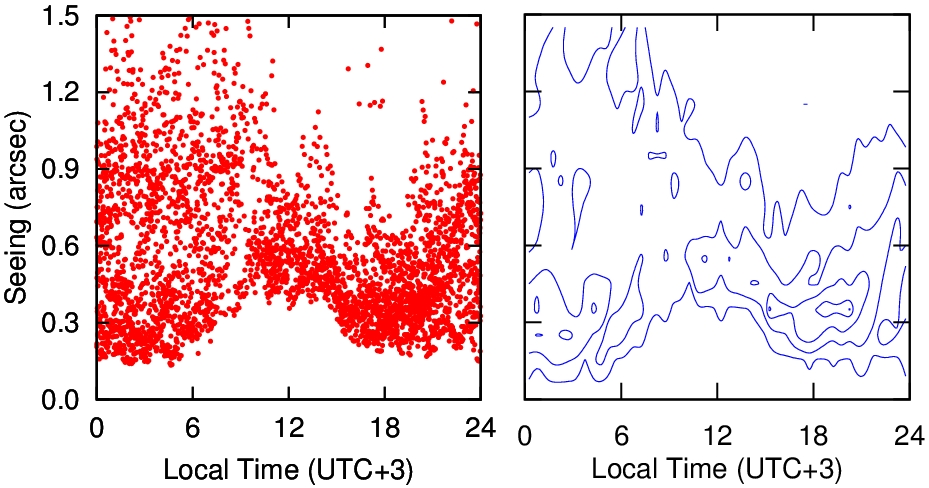 1.5
1.2
0.9
0.6
0.3
0.0
Seeing (arcsec)
0 6 12 18 24
Local Time (UTC+3)
0 6 12 18 24
Local Time (UTC+3)